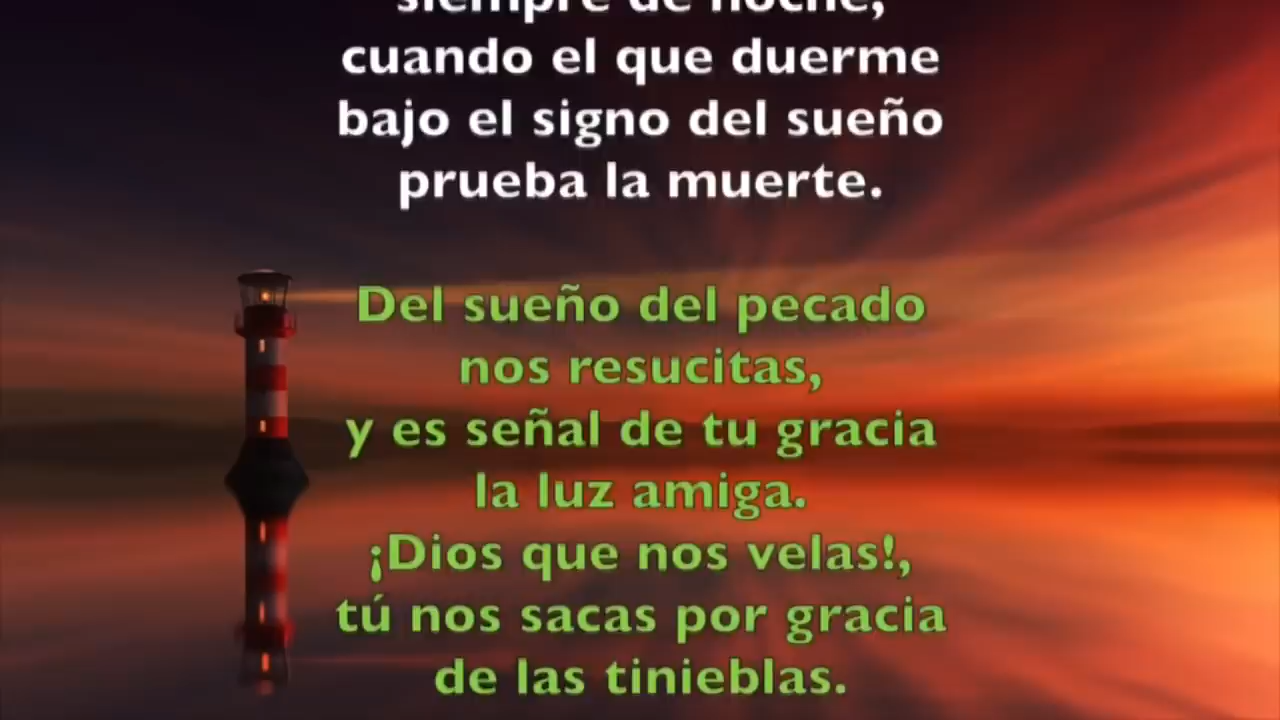 siempre de noche,
cuando el que duerme
bajo el signo del sueño
prueba la muerte.
Del sueño del pecado
nos resucitas,
y es señal de tu gracia
la luz amiga.
¡Dios que nos velas!,
tú nos sacas por gracia
de las tinieblas.